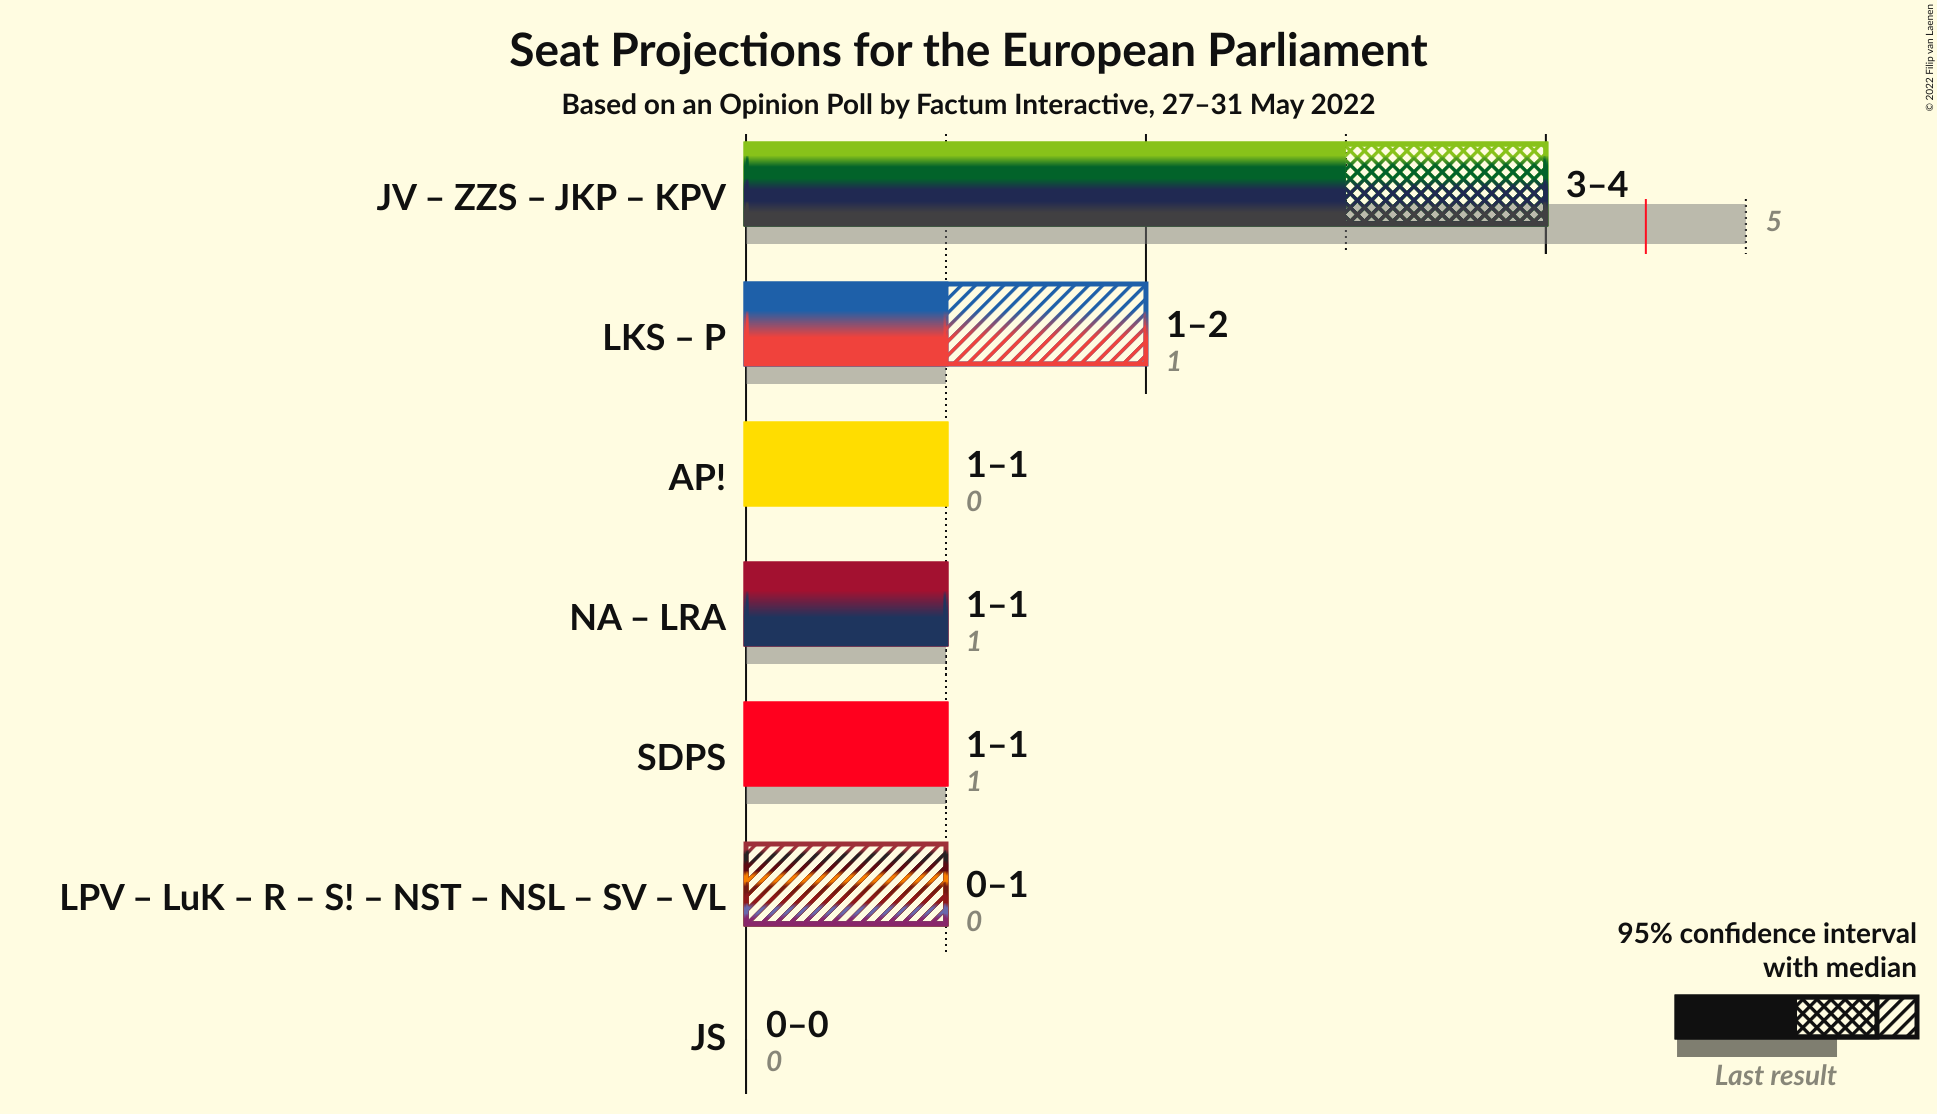 Seat Projections for the European Parliament
Based on an Opinion Poll by Factum Interactive, 27–31 May 2022
© 2022 Filip van Laenen
JV – ZZS – JKP – KPV
3–4
5
LKS – P
1–2
1
AP!
1–1
0
NA – LRA
1–1
1
SDPS
1–1
1
LPV – LuK – R – S! – NST – NSL – SV – VL
0–1
0
JS
0–0
0
95% confidence interval
with median
Last result